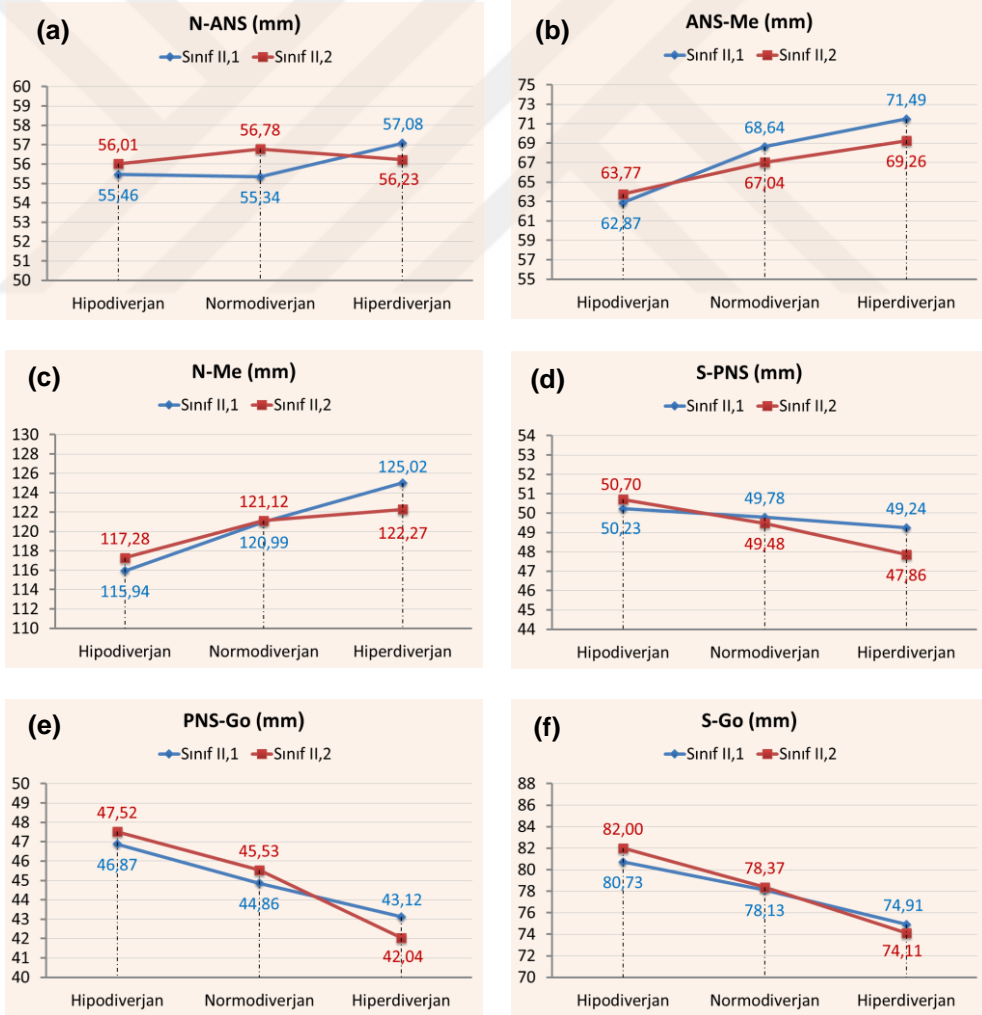 (a)
N-ANS (mm)
Sınıf II,1 Sınıf II,2
60
59
58
57
56
55
54
53
52
51
50
56,01 56,78 57,08
55,46 55,34 56,23
Hipodiverjan Normodiverjan Hiperdiverjan
(b)
ANS-Me (mm)
Sınıf II,1 Sınıf II,2
75
73
71
69
67
65
63
61
59
57
55
63,77 68,64 71,49
62,87 67,04 69,26
Hipodiverjan Normodiverjan Hiperdiverjan
(c)
N-Me (mm)
Sınıf II,1 Sınıf II,2
130
128
126
124
122
120
118
116
114
112
110
117,28 121,12 125,02
115,94 120,99 122,27
Hipodiverjan Normodiverjan Hiperdiverjan
(d)
S-PNS (mm)
Sınıf II,1 Sınıf II,2
54
53
52
51
50
49
48
47
46
45
44
50,70 49,78 49,24
50,23 49,48 47,86
Hipodiverjan Normodiverjan Hiperdiverjan
(e)
PNS-Go (mm)
Sınıf II,1 Sınıf II,2
50
49
48
47
46
45
44
43
42
41
40
47,52 45,53 43,12
46,87 44,86 42,04
Hipodiverjan Normodiverjan Hiperdiverjan
(f)
S-Go (mm)
Sınıf II,1 Sınıf II,2
88
86
84
82
80
78
76
74
72
70
82,00 78,37 74,91
80,73 78,13 74,11
Hipodiverjan Normodiverjan Hiperdiverjan